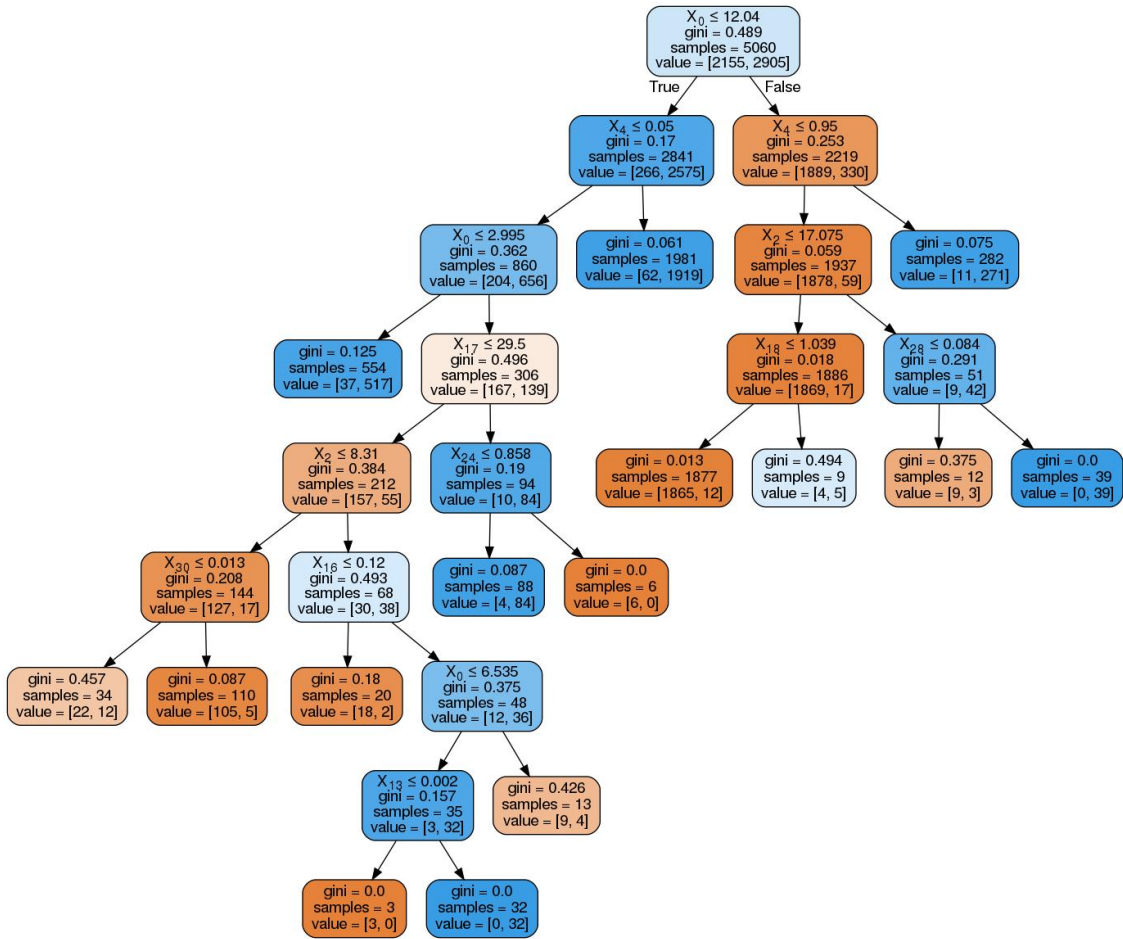 X0 ≤ 12.04
gini = 0.489
samples = 5060
value = [2155, 2905]
True
False
X4 ≤ 0.05
gini = 0.17
samples = 2841
value = [266, 2575]
X4 ≤ 0.95
gini = 0.253
samples = 2219
value = [1889, 330]
X0 ≤ 2.995
gini = 0.362
samples = 860
value = [204, 656]
gini = 0.061
samples = 1981
value = [62, 1919]
X2 ≤ 17.075
gini = 0.059
samples = 1937
value = [1878, 59]
gini = 0.075
samples = 282
value = [11, 271]
gini = 0.125
samples = 554
value = [37, 517]
X17 ≤ 29.5
gini = 0.496
samples = 306
value = [167, 139]
X18 ≤ 1.039
gini = 0.018
samples = 1886
value = [1869, 17]
X28 ≤ 0.084
gini = 0.291
samples = 51
value = [9, 42]
X2 ≤ 8.31
gini = 0.384
samples = 212
value = [157, 55]
X24 ≤ 0.858
gini = 0.19
samples = 94
value = [10, 84]
gini = 0.013
samples = 1877
value = [1865, 12]
gini = 0.494
samples = 9
value = [4, 5]
gini = 0.375
samples = 12
value = [9, 3]
gini = 0.0
samples = 39
value = [0, 39]
X30 ≤ 0.013
gini = 0.208
samples = 144
value = [127, 17]
X16 ≤ 0.12
gini = 0.493
samples = 68
value = [30, 38]
gini = 0.087
samples = 88
value = [4, 84]
gini = 0.0
samples = 6
value = [6, 0]
gini = 0.457
samples = 34
value = [22, 12]
gini = 0.087
samples = 110
value = [105, 5]
gini = 0.18
samples = 20
value = [18, 2]
X0 ≤ 6.535
gini = 0.375
samples = 48
value = [12, 36]
X13 ≤ 0.002
gini = 0.157
samples = 35
value = [3, 32]
gini = 0.426
samples = 13
value = [9, 4]
gini = 0.0
samples = 3
value = [3, 0]
gini = 0.0
samples = 32
value = [0, 32]